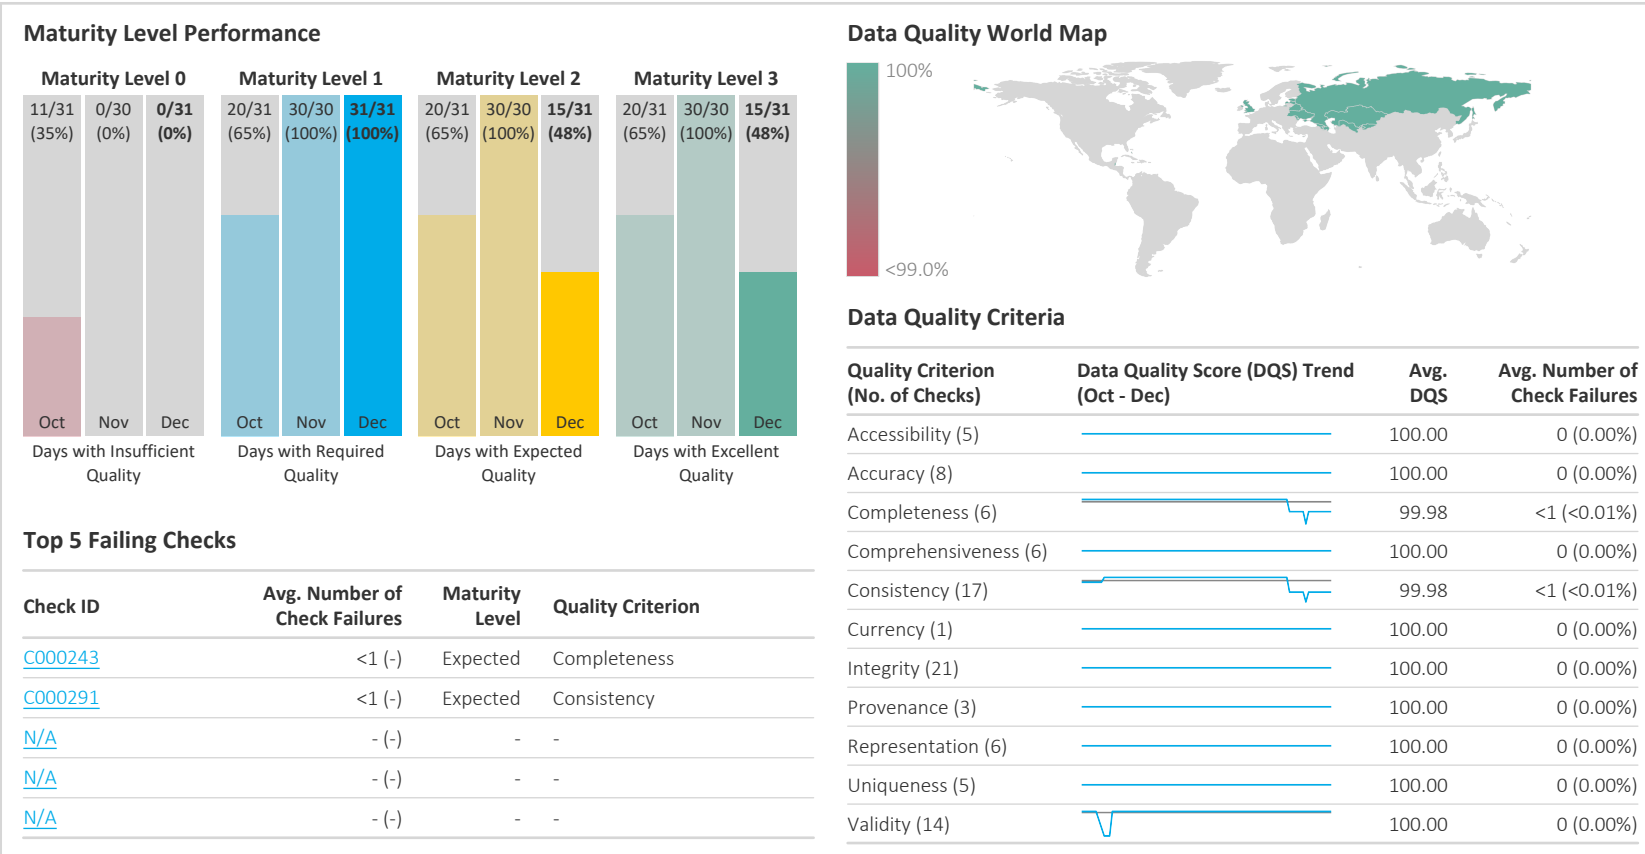 Maturity Level Performance
Maturity Level 0
Maturity Level 1
Maturity Level 2
Maturity Level 3
11/31 0/30 0/31
(35%) (0%) (0%)
20/31 30/30 31/31
(65%) (100%) (100%)
20/31 30/30 15/31
(65%) (100%) (48%)
20/31 30/30 15/31
(65%) (100%) (48%)
Oct Nov Dec
Oct Nov Dec
Oct Nov Dec
Oct Nov Dec
Days with Insufficient
Quality
Days with Required
Quality
Days with Expected
Quality
Days with Excellent
Quality
Top 5 Failing Checks
Check ID
Avg. Number of
Check Failures
Maturity
Level
Quality Criterion
C000243 <1 (-) Expected Completeness
C000291 <1 (-) Expected Consistency
N/A - (-) - -
N/A - (-) - -
N/A - (-) - -
Data Quality World Map
100%
<99.0%
Data Quality Criteria
Quality Criterion
(No. of Checks)
Data Quality Score (DQS) Trend
(Oct - Dec)
Avg.
DQS
Avg. Number of
Check Failures
Accessibility (5) 100.00 0 (0.00%)
Accuracy (8) 100.00 0 (0.00%)
Completeness (6) 99.98 <1 (<0.01%)
Comprehensiveness (6) 100.00 0 (0.00%)
Consistency (17) 99.98 <1 (<0.01%)
Currency (1) 100.00 0 (0.00%)
Integrity (21) 100.00 0 (0.00%)
Provenance (3) 100.00 0 (0.00%)
Representation (6) 100.00 0 (0.00%)
Uniqueness (5) 100.00 0 (0.00%)
Validity (14) 100.00 0 (0.00%)